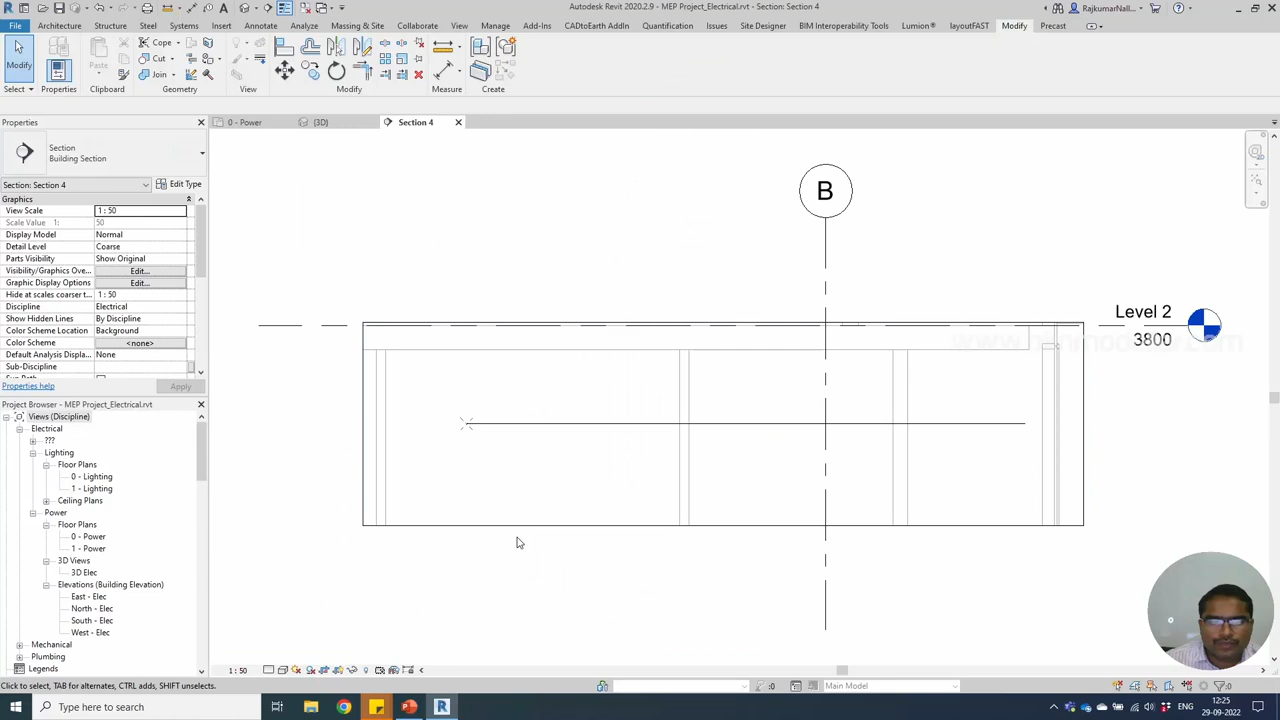 Autodesk Revit 2020.2.9 - MEP Project_Electrical.rvt - Section: Section 4
RajkumarNall...
File Architecture Structure Steel Systems Insert Annotate Analyze Massing & Site Collaborate View Manage Add-Ins CADtoEarth AddIn Quantification Issues Site Designer BIM Interoperability Tools Lumion® layoutFAST Modify Precast
Cope
Cut
Join
Modify
Paste
Select Properties Clipboard Geometry View Modify Measure Create
Properties
0 - Power {3D} Section 4
Section
Building Section
Section: Section 4 Edit Type
Graphics
View Scale 1 : 50
Scale Value 1: 50
Display Model Normal
Detail Level Coarse
Parts Visibility Show Original
Visibility/Graphics Ove... Edit...
Graphic Display Options Edit...
Hide at scales coarser t... 1 : 50
Discipline Electrical
Show Hidden Lines By Discipline
Color Scheme Location Background
Color Scheme <none>
Default Analysis Displa... None
Sub-Discipline
Properties help Apply
Project Browser - MEP Project_Electrical.rvt
Views (Discipline)
Electrical
???
Lighting
Floor Plans
0 - Lighting
1 - Lighting
Ceiling Plans
Power
Floor Plans
0 - Power
1 - Power
3D Views
3D Elec
Elevations (Building Elevation)
East - Elec
North - Elec
South - Elec
West - Elec
Mechanical
Plumbing
Legends
B
Level 2
3800
1 : 50
Click to select, TAB for alternates, CTRL adds, SHIFT unselects.
:0
Main Model
:0
Type here to search
ENG
12:25
29-09-2022